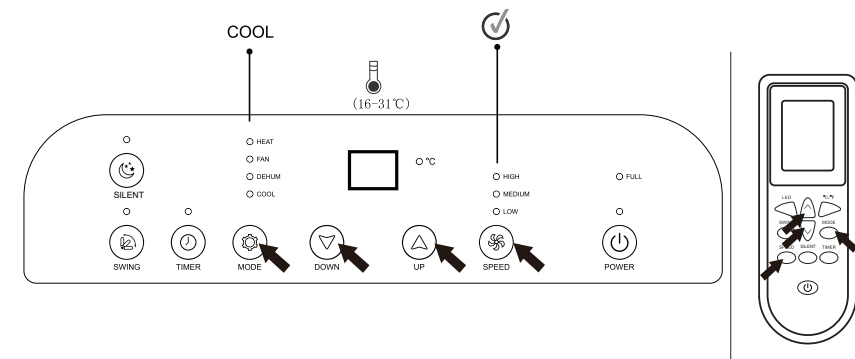 COOL
(16-31℃)
HEAT
FAN
DEHUM
COOL
°C
HIGH
MEDIUM
LOW
FULL
SILENT
SWING
TIMER
MODE
DOWN
UP
SPEED
POWER
LED
°C/°F
SWING
MODE
SPEED
SILENT
TIMER